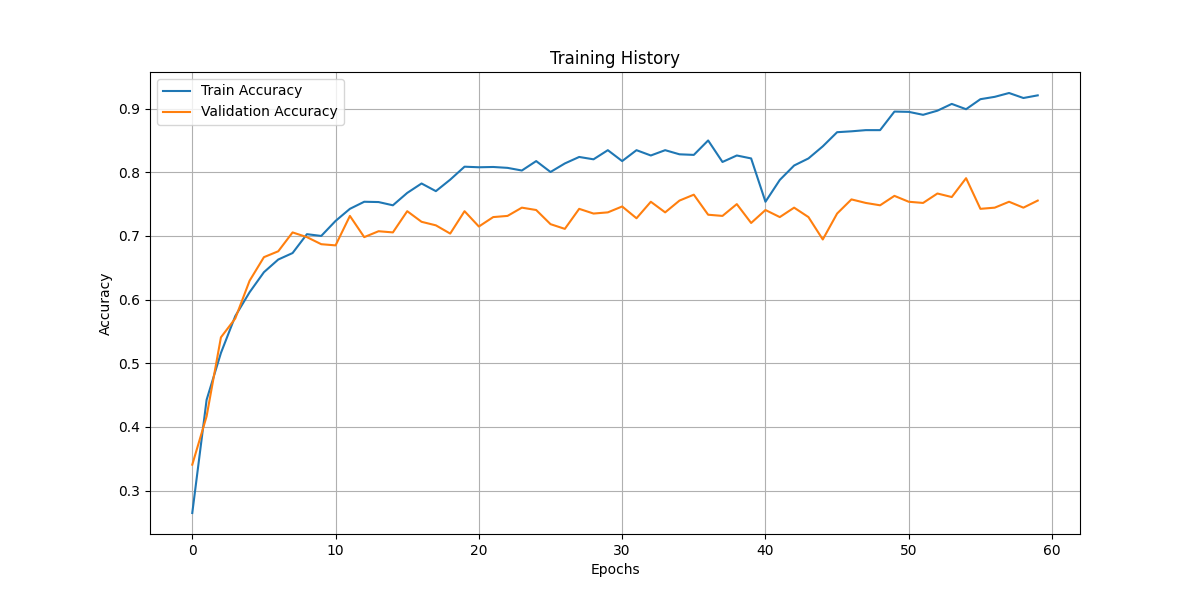 Training History
Train Accuracy
Validation Accuracy
Accuracy
0.9
0.8
0.7
0.6
0.5
0.4
0.3
0 10 20 30 40 50 60
Epochs